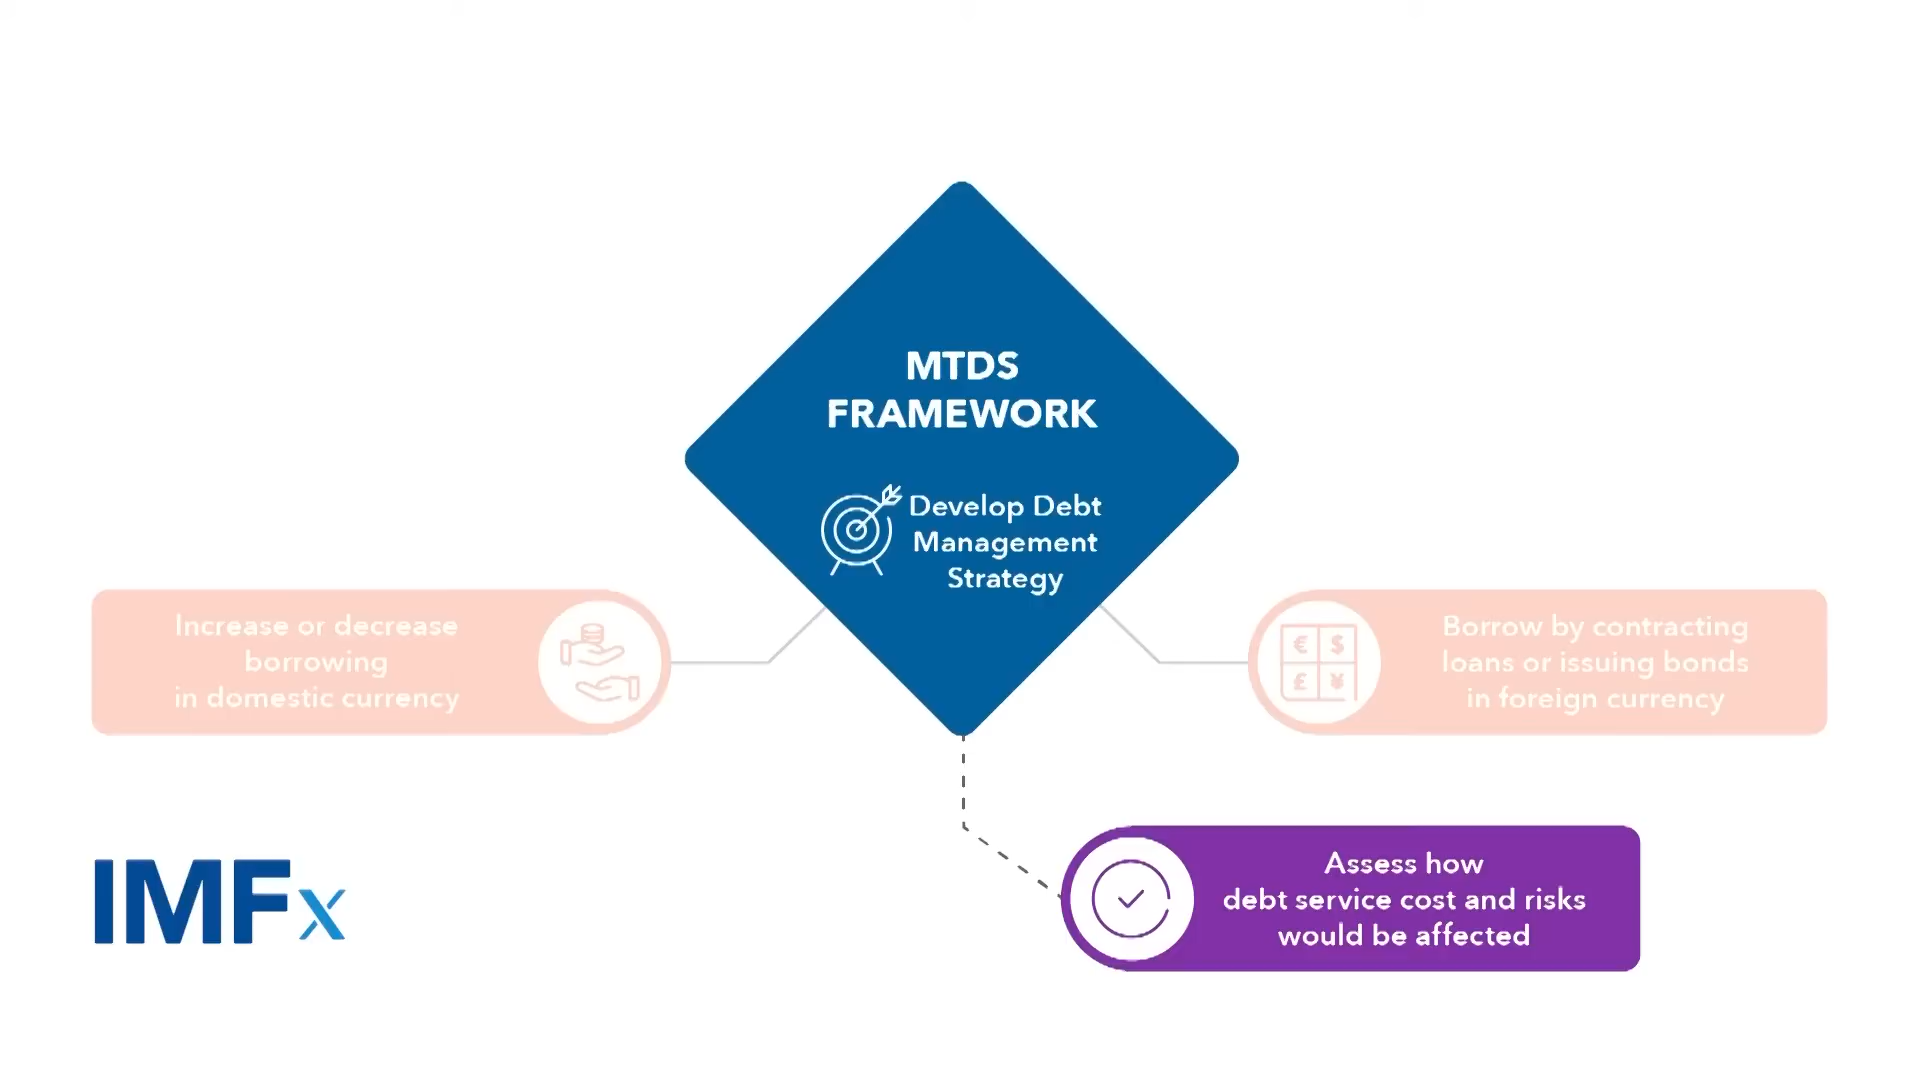 MTDS
FRAMEWORK
Develop Debt
Management
Strategy
Increase or decrease
borrowing
in domestic currency
€ $
£ ¥
Borrow by contracting
loans or issuing bonds
in foreign currency
Assess how
debt service cost and risks
would be affected
IMFx